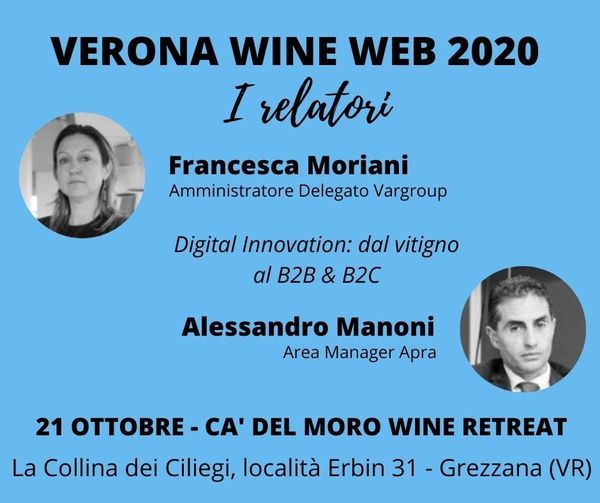 VERONA WINE WEB 2020
I relatori
Francesca Moriani
Amministratore Delegato Vargroup
Digital Innovation: dal vitigno
al B2B & B2C
Alessandro Manoni
Area Manager Apra
21 OTTOBRE - CA' DEL MORO WINE RETREAT
La Collina dei Ciliegi, località Erbin 31 - Grezzana (VR)